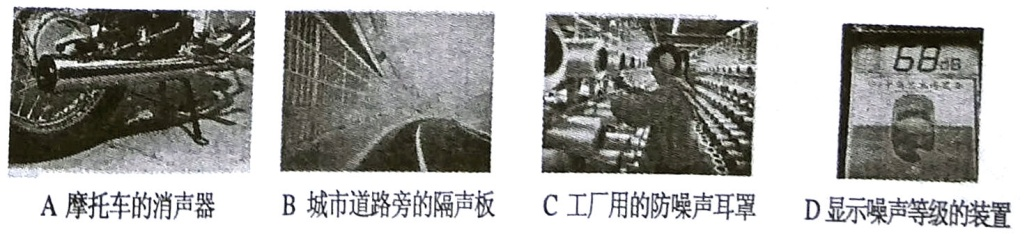 68dB
A 摩托车的消声器
B 城市道路旁的隔声板
C 工厂用的防噪声耳罩
D显示噪声等级的装置